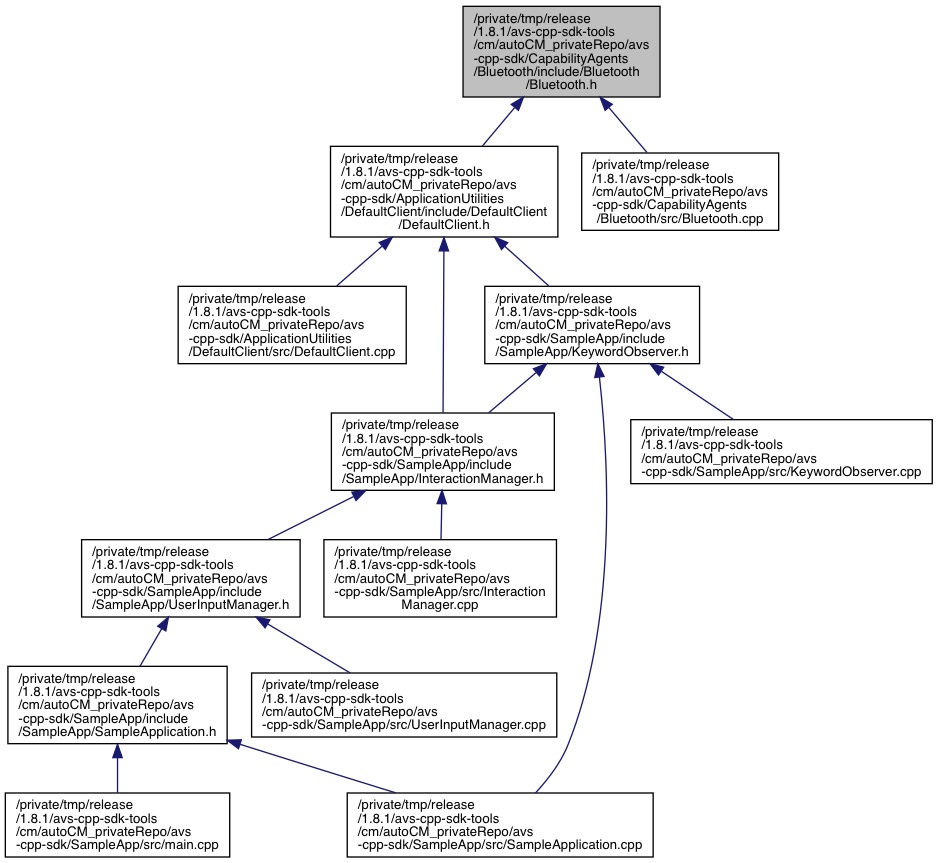 /private/tmp/release
/1.8.1/avs-cpp-sdk-tools
/cm/autoCM_privateRepo/avs
-cpp-sdk/CapabilityAgents
/Bluetooth/include/Bluetooth
/Bluetooth.h
/private/tmp/release
/1.8.1/avs-cpp-sdk-tools
/cm/autoCM_privateRepo/avs
-cpp-sdk/ApplicationUtilities
/DefaultClient/include/DefaultClient
/DefaultClient.h
/private/tmp/release
/1.8.1/avs-cpp-sdk-tools
/cm/autoCM_privateRepo/avs
-cpp-sdk/CapabilityAgents
/Bluetooth/src/Bluetooth.cpp
/private/tmp/release
/1.8.1/avs-cpp-sdk-tools
/cm/autoCM_privateRepo/avs
-cpp-sdk/ApplicationUtilities
/DefaultClient/src/DefaultClient.cpp
/private/tmp/release
/1.8.1/avs-cpp-sdk-tools
/cm/autoCM_privateRepo/avs
-cpp-sdk/SampleApp/include
/SampleApp/KeywordObserver.h
/private/tmp/release
/1.8.1/avs-cpp-sdk-tools
/cm/autoCM_privateRepo/avs
-cpp-sdk/SampleApp/include
/SampleApp/InteractionManager.h
/private/tmp/release
/1.8.1/avs-cpp-sdk-tools
/cm/autoCM_privateRepo/avs
-cpp-sdk/SampleApp/src/KeywordObserver.cpp
/private/tmp/release
/1.8.1/avs-cpp-sdk-tools
/cm/autoCM_privateRepo/avs
-cpp-sdk/SampleApp/include
/SampleApp/UserInputManager.h
/private/tmp/release
/1.8.1/avs-cpp-sdk-tools
/cm/autoCM_privateRepo/avs
-cpp-sdk/SampleApp/src/Interaction
Manager.cpp
/private/tmp/release
/1.8.1/avs-cpp-sdk-tools
/cm/autoCM_privateRepo/avs
-cpp-sdk/SampleApp/include
/SampleApp/SampleApplication.h
/private/tmp/release
/1.8.1/avs-cpp-sdk-tools
/cm/autoCM_privateRepo/avs
-cpp-sdk/SampleApp/src/UserInputManager.cpp
/private/tmp/release
/1.8.1/avs-cpp-sdk-tools
/cm/autoCM_privateRepo/avs
-cpp-sdk/SampleApp/src/main.cpp
/private/tmp/release
/1.8.1/avs-cpp-sdk-tools
/cm/autoCM_privateRepo/avs
-cpp-sdk/SampleApp/src/SampleApplication.cpp